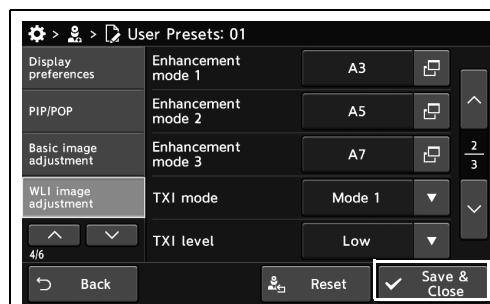 > > User Presets: 01
Display
preferences
PIP/POP
Basic image
adjustment
WLI image
adjustment
4/6
Enhancement
mode 1
A3
Enhancement
mode 2
A5
Enhancement
mode 3
A7
TXI mode
Mode 1
TXI level
Low
2
3
Back
Reset
Save &
Close